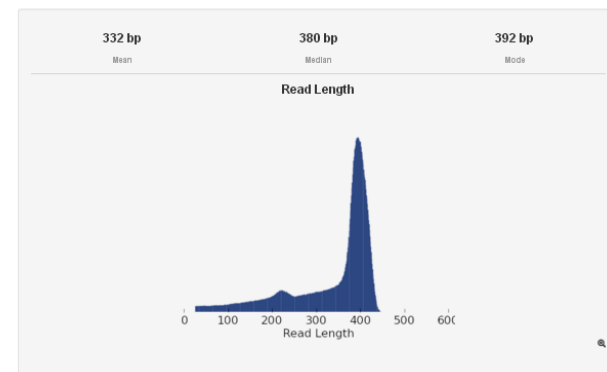 332 bp 380 bp 392 bp
Mean Median Mode
Read Length
0 100 200 300 400 500 600
Read Length